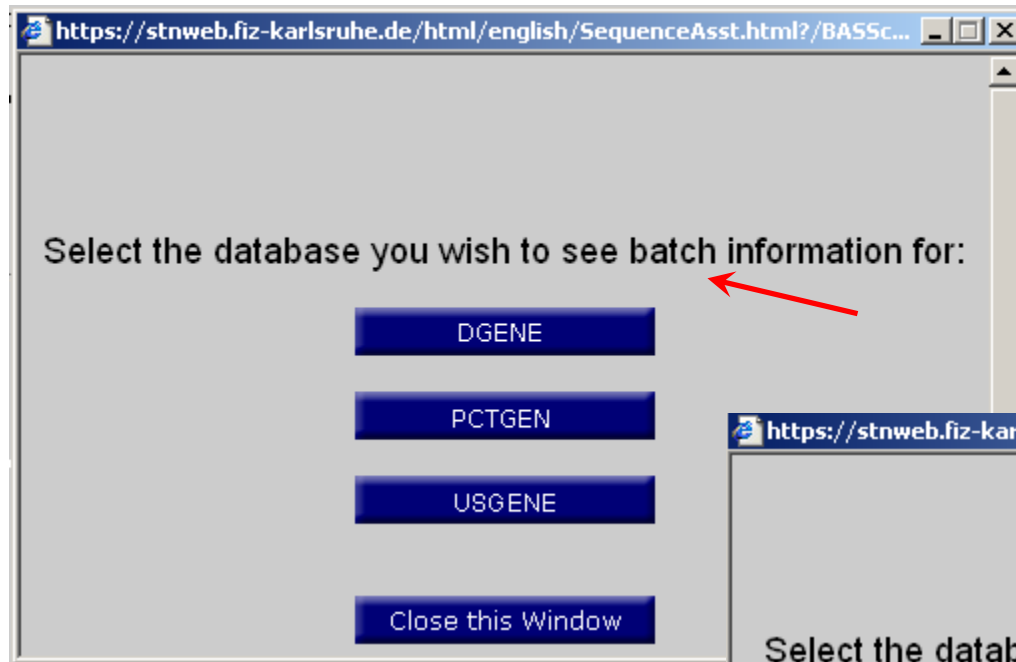 https://stnweb.fiz-karlsruhe.de/html/english/SequenceAsst.html?/BASSc...
Select the database you wish to see batch information for:
DGENE
PCTGEN
https://stnweb.fiz-kar
USGENE
Close this Window
Select the datab